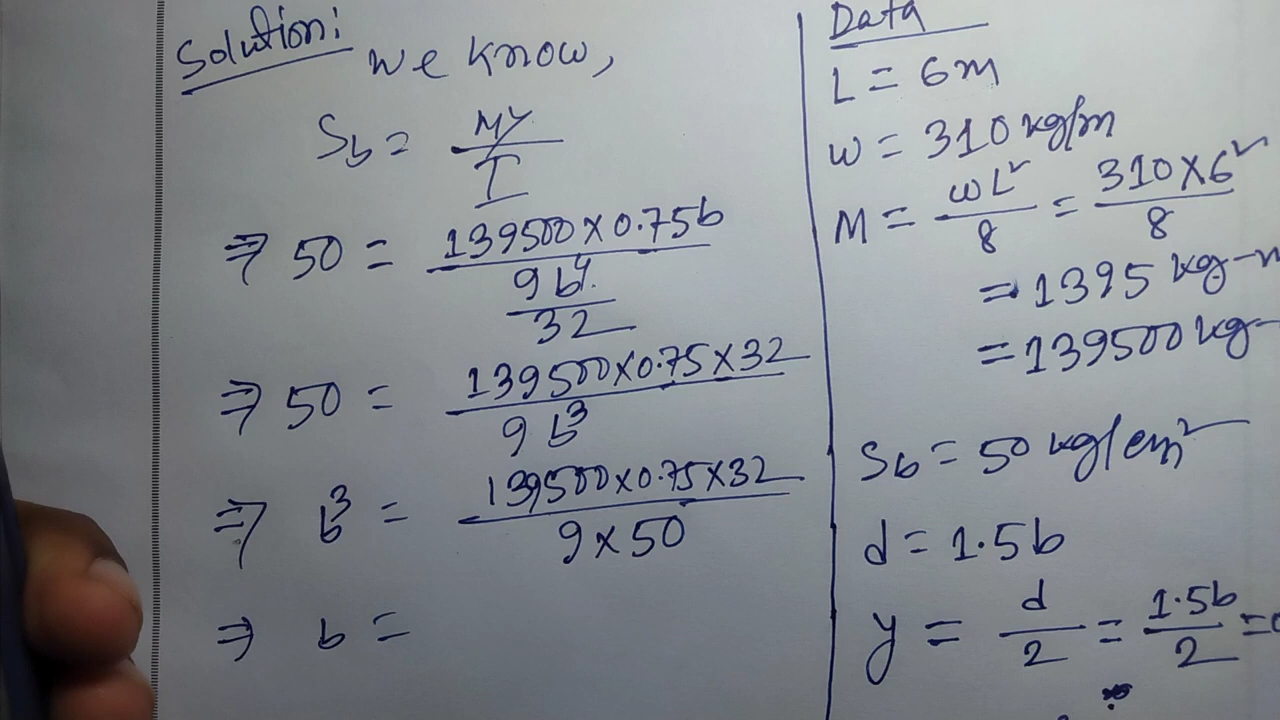 Solution: we know,
S_b = My/I
⇒ 50 = 139500×0.75b / (9b⁴/32)
⇒ 50 = 139500×0.75×32 / 9b³
⇒ b³ = 139500×0.75×32 / 9×50
⇒ b =
Data
L = 6m
w = 310 kg/m
M = wL²/8 = 310×6²/8
= 1395 kg-m
= 139500 kg-
S_b = 50 kg/cm²
d = 1.5b
y = d/2 = 1.5b/2 =